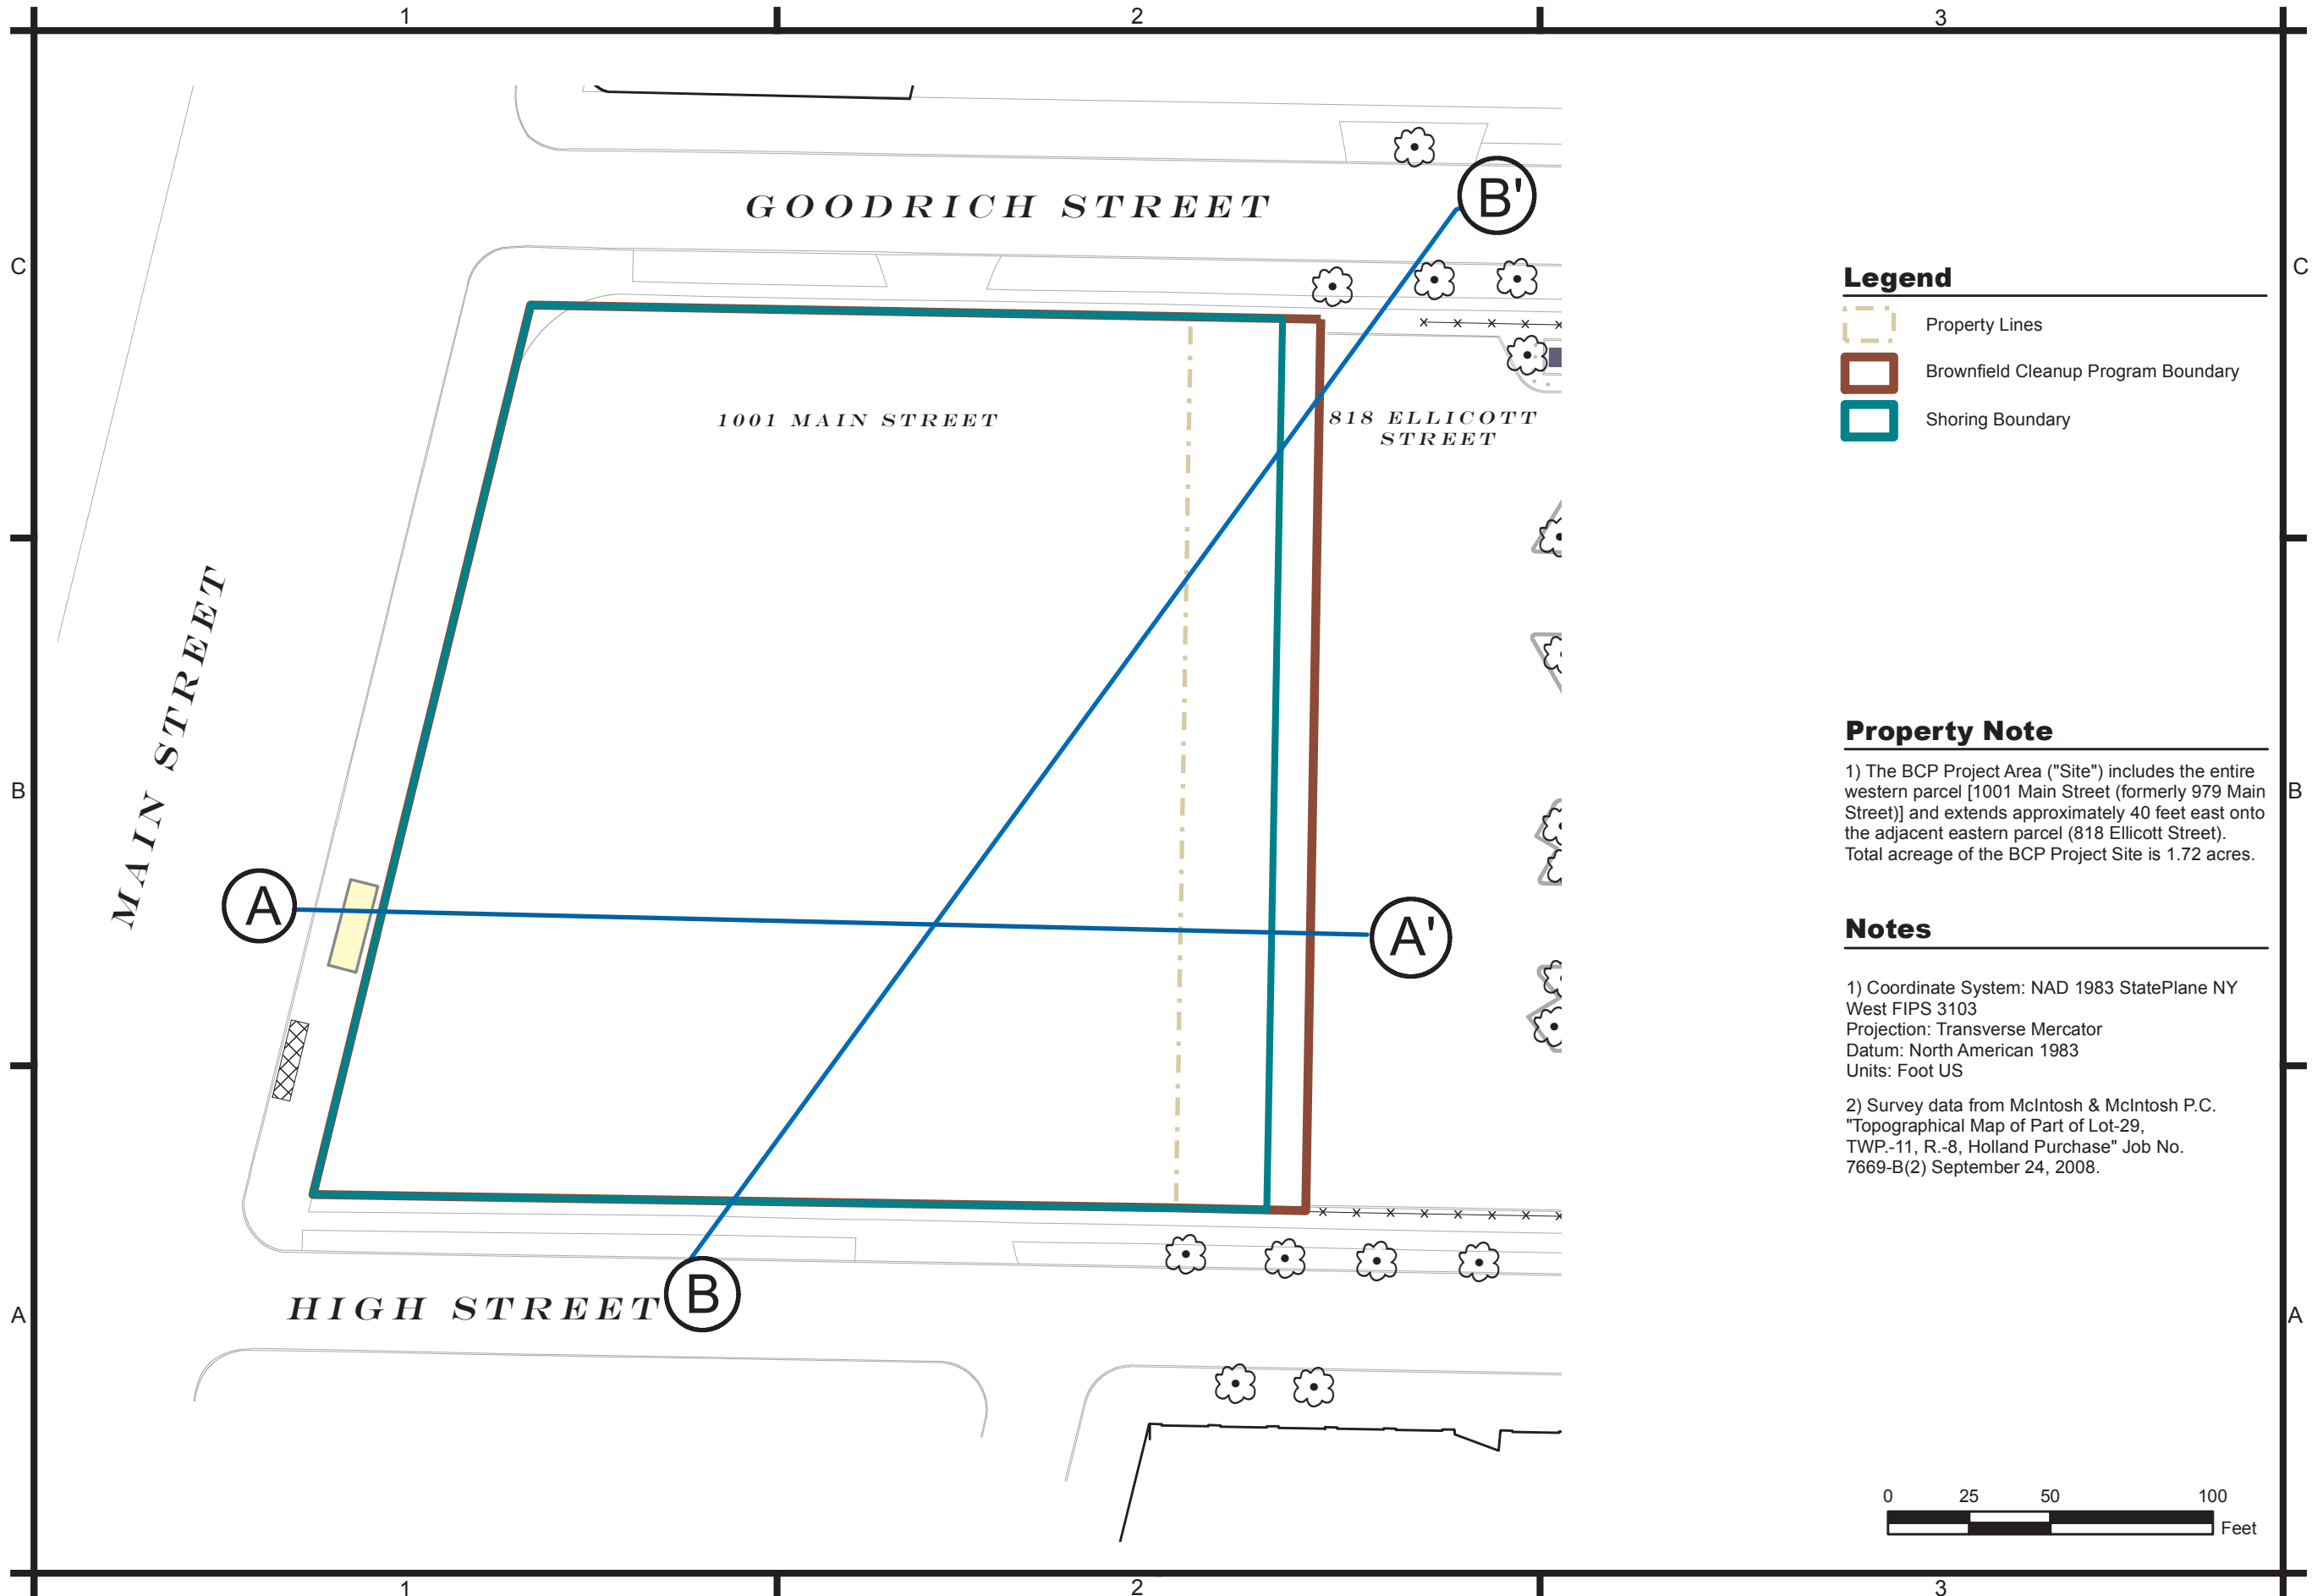 1 2 3
GOODRICH STREET
B'
C C
1001 MAIN STREET
818 ELLICOTT
STREET
MAIN STREET
B B
A
A'
B
HIGH STREET
A A
Legend
Property Lines
Brownfield Cleanup Program Boundary
Shoring Boundary
Property Note
1) The BCP Project Area ("Site") includes the entire
western parcel [1001 Main Street (formerly 979 Main
Street)] and extends approximately 40 feet east onto
the adjacent eastern parcel (818 Ellicott Street).
Total acreage of the BCP Project Site is 1.72 acres.
Notes
1) Coordinate System: NAD 1983 StatePlane NY
West FIPS 3103
Projection: Transverse Mercator
Datum: North American 1983
Units: Foot US
2) Survey data from McIntosh & McIntosh P.C.
"Topographical Map of Part of Lot-29,
TWP.-11, R.-8, Holland Purchase" Job No.
7669-B(2) September 24, 2008.
0 25 50 100
Feet
1 2 3